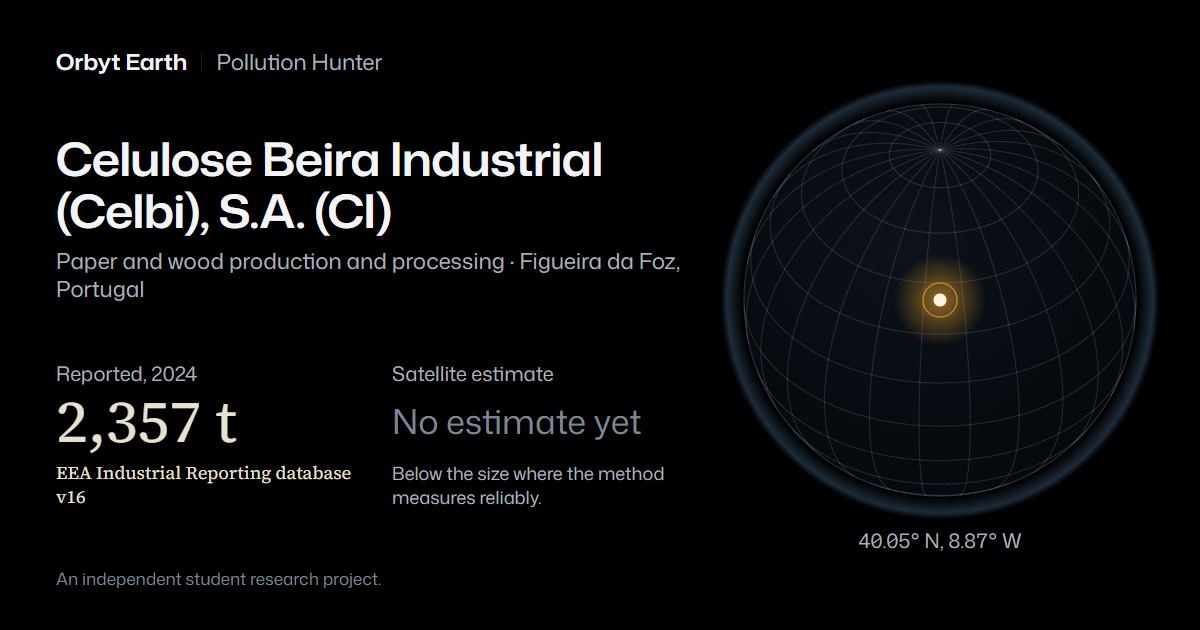 Orbyt Earth | Pollution Hunter
Celulose Beira Industrial
(Celbi), S.A. (CI)
Paper and wood production and processing · Figueira da Foz,
Portugal
Reported, 2024
2,357 t
EEA Industrial Reporting database
v16
Satellite estimate
No estimate yet
Below the size where the method
measures reliably.
40.05° N, 8.87° W
An independent student research project.